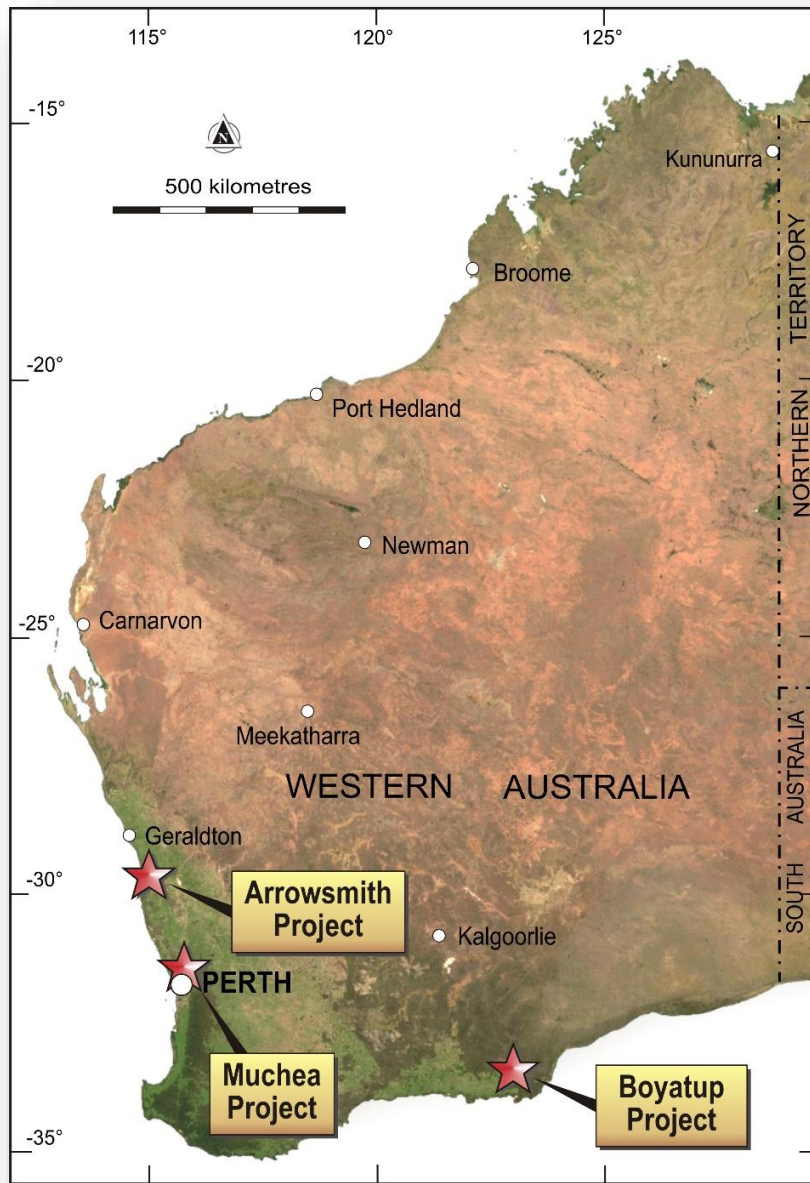 115°
120°
125°
-15°
N
500 kilometres
Kununurra
Broome
NORTHERN TERRITORY
-20°
Port Hedland
Newman
-25°
Carnarvon
Meekatharra
WESTERN AUSTRALIA
SOUTH AUSTRALIA
Geraldton
-30°
Arrowsmith
Project
Kalgoorlie
PERTH
Muchea
Project
Boyatup
Project
-35°